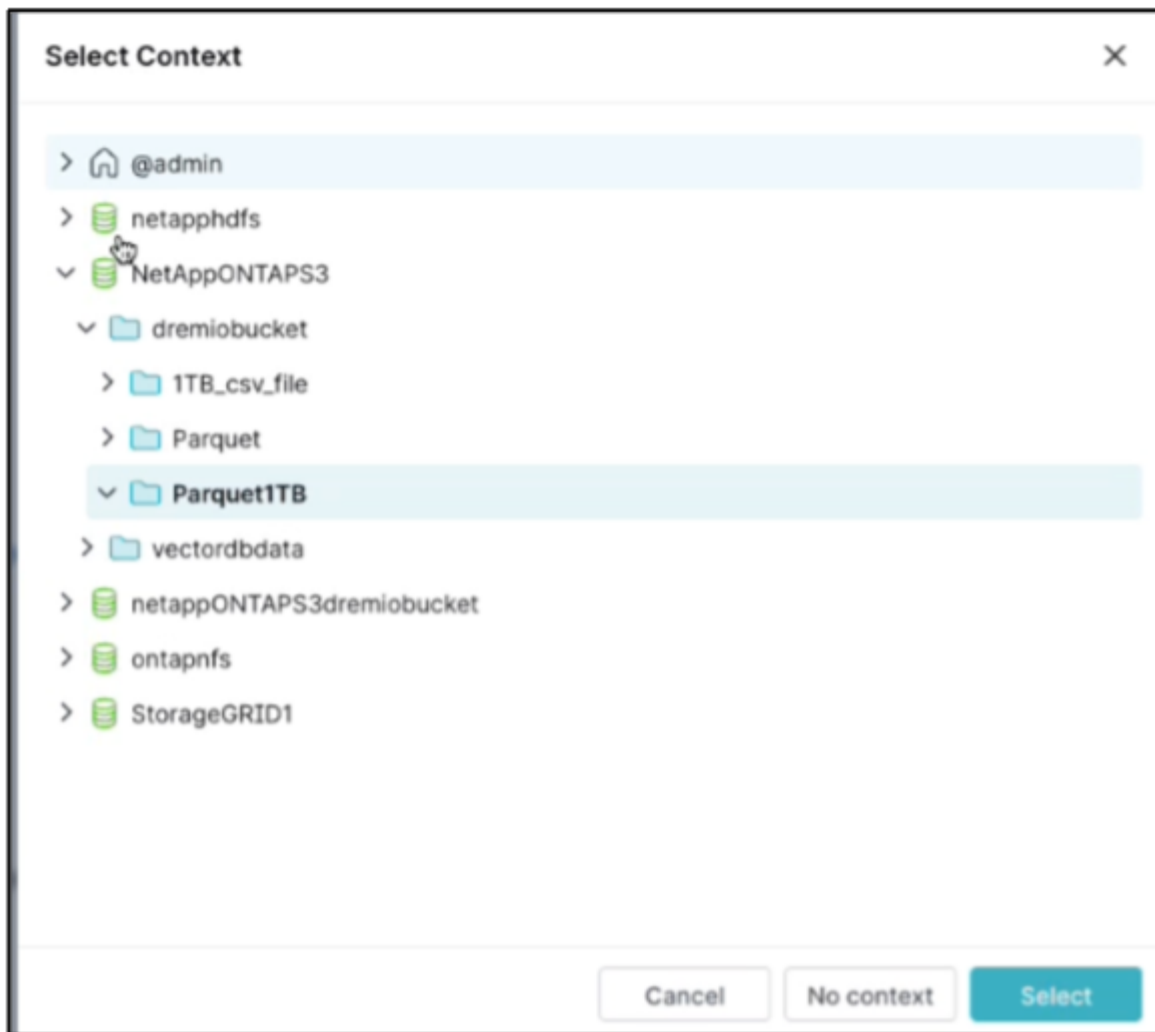 Select Context
@admin
netapphdfs
NetAppONTAPS3
dremiobucket
1TB_csv_file
Parquet
Parquet1TB
vectordbdata
netappONTAPS3dremiobucket
ontapnfs
StorageGRID1
Cancel No context Select